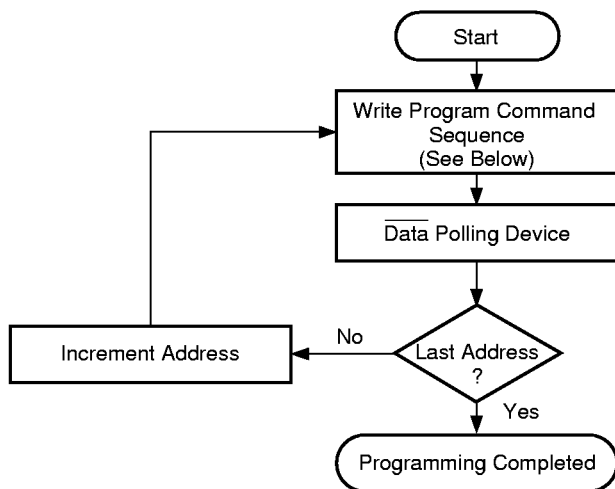 Start
Write Program Command
Sequence
(See Below)
Data Polling Device
Last Address
?
No
Increment Address
Yes
Programming Completed